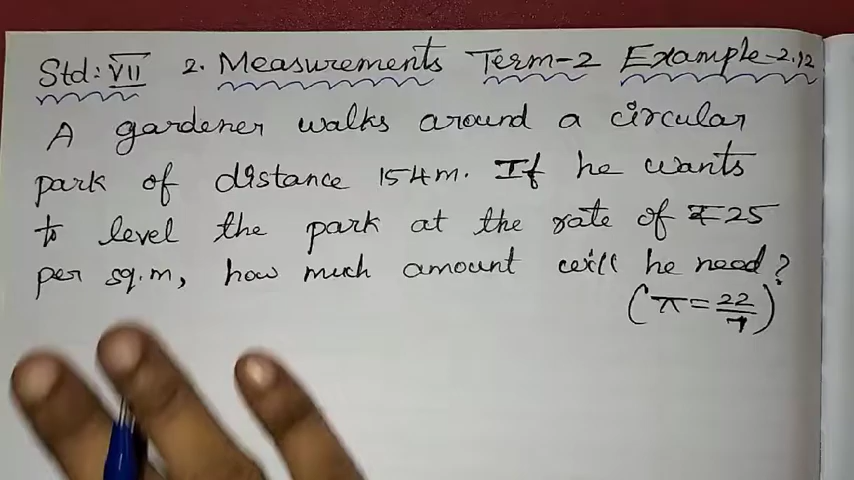 Std: VII 2. Measurements Term-2 Example-2.12
A gardener walks around a circular
park of distance 154m. If he wants
to level the park at the rate of ₹25
per sq.m, how much amount will he need?
(π = 22/7)